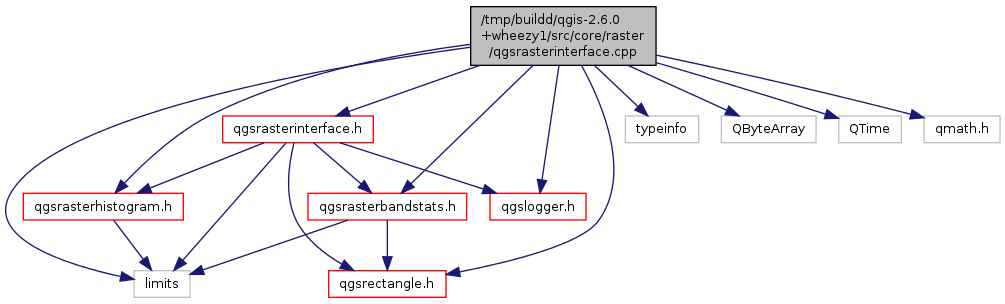 /tmp/buildd/qgis-2.6.0
+wheezy1/src/core/raster
/qgsrasterinterface.cpp
qgsrasterinterface.h
typeinfo
QByteArray
QTime
qmath.h
qgsrasterhistogram.h
qgsrasterbandstats.h
qgslogger.h
limits
qgsrectangle.h